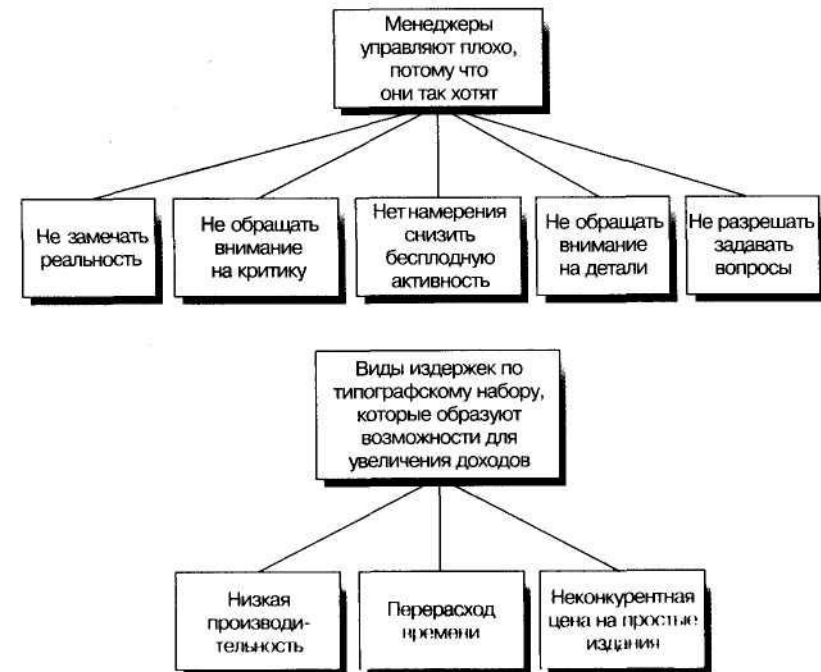 Менеджеры
управляют плохо,
потому что
они так хотят
Не замечать
реальность
Не обращать
внимание
на критику
Нет намерения
снизить
бесплодную
активность
Не обращать
внимание
на детали
Не разрешать
задавать
вопросы
Виды издержек по
типографскому набору,
которые образуют
возможности для
увеличения доходов
Низкая
производи-
тельность
Перерасход
времени
Неконкурентная
цена на простые
издания